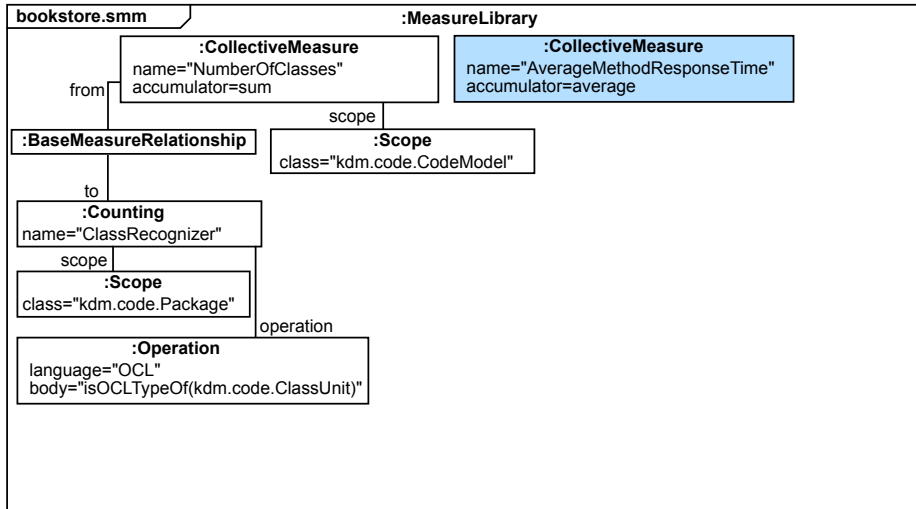 bookstore.smm
:MeasureLibrary
:CollectiveMeasure
name="NumberOfClasses"
accumulator=sum
:CollectiveMeasure
name="AverageMethodResponseTime"
accumulator=average
from
scope
:BaseMeasureRelationship
:Scope
class="kdm.code.CodeModel"
to
:Counting
name="ClassRecognizer"
scope
:Scope
class="kdm.code.Package"
operation
:Operation
language="OCL"
body="isOCLTypeOf(kdm.code.ClassUnit)"